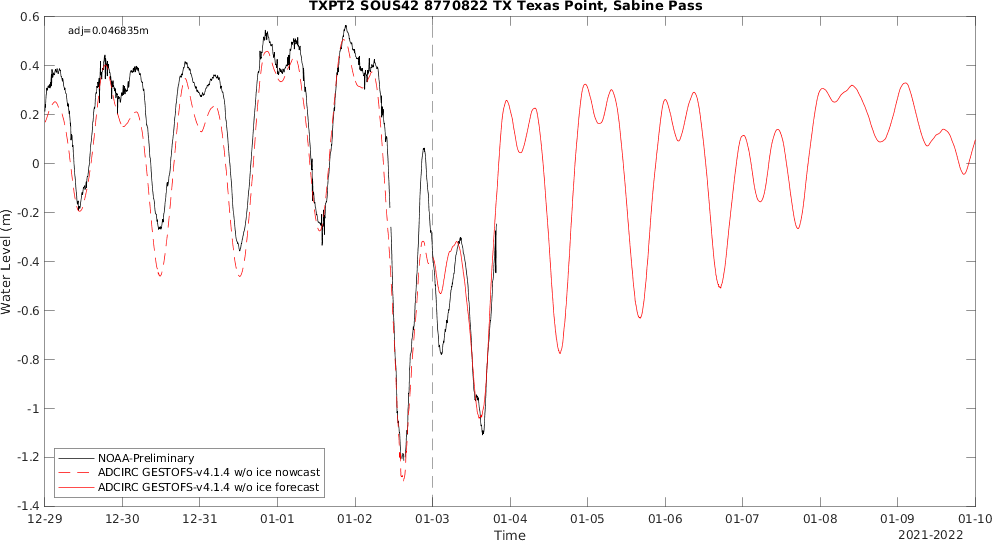 TXPT2 SOUS42 8770822 TX Texas Point, Sabine Pass
adj=0.046835m
0.6
0.4
0.2
0
-0.2
-0.4
-0.6
-0.8
-1
-1.2
-1.4
Water Level (m)
NOAA-Preliminary
ADCIRC GESTOFS-v4.1.4 w/o ice nowcast
ADCIRC GESTOFS-v4.1.4 w/o ice forecast
12-29 12-30 12-31 01-01 01-02 01-03 01-04 01-05 01-06 01-07 01-08 01-09 01-10
Time
2021-2022